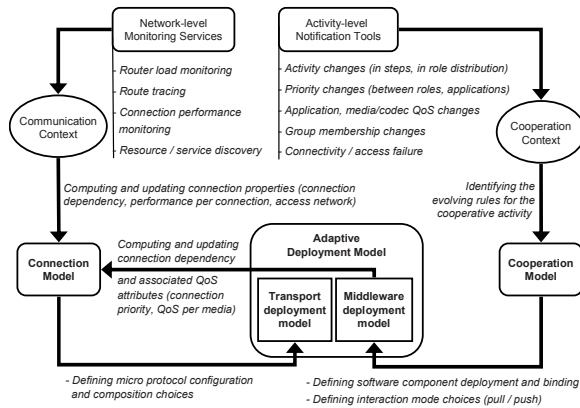 Network-level
Monitoring Services
Activity-level
Notification Tools
- Router load monitoring
- Route tracing
- Connection performance
monitoring
- Resource / service discovery
- Activity changes (in steps, in role distribution)
- Priority changes (between roles, applications)
- Application, media/codec QoS changes
- Group membership changes
- Connectivity / access failure
Communication
Context
Cooperation
Context
Computing and updating connection properties (connection
dependency, performance per connection, access network)
Identifying the
evolving rules for the
cooperative activity
Connection
Model
Computing and updating
connection dependency
and associated QoS
attributes (connection
priority, QoS per media)
Adaptive
Deployment Model
Transport
deployment
model
Middleware
deployment
model
Cooperation
Model
- Defining micro protocol configuration
and composition choices
- Defining software component deployment and binding
- Defining interaction mode choices (pull / push)